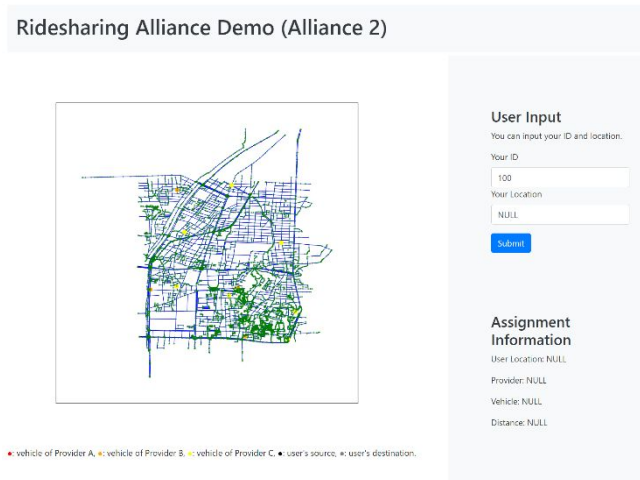 Ridesharing Alliance Demo (Alliance 2)
User Input
You can input your ID and location.
Your ID
100
Your Location
NULL
Submit
Assignment
Information
User Location: NULL
Provider: NULL
Vehicle: NULL
Distance: NULL
●: vehicle of Provider A, ●: vehicle of Provider B, ●: vehicle of Provider C, ●: user's source, ●: user's destination.